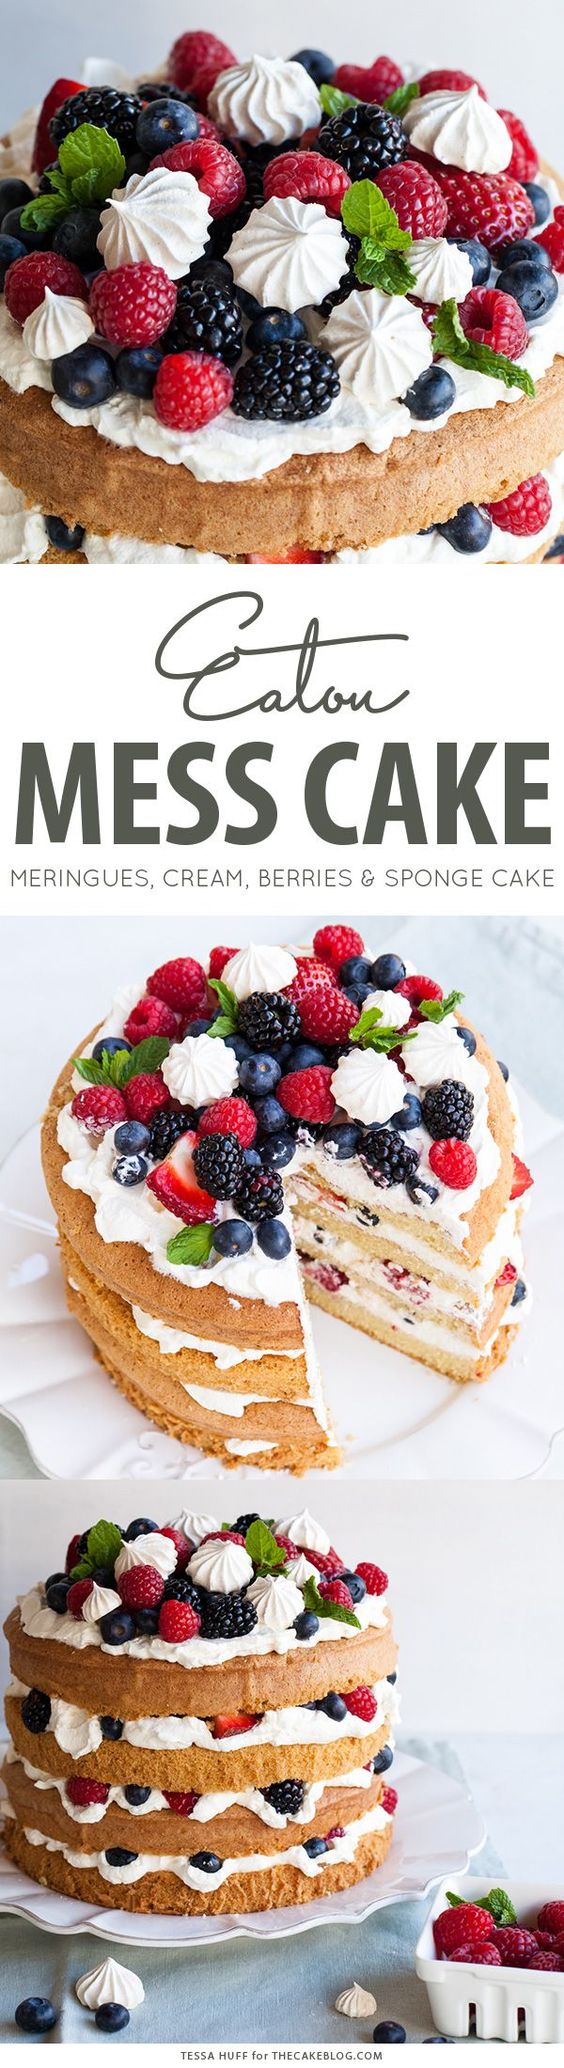 Eaton
MESS CAKE
MERINGUES, CREAM, BERRIES & SPONGE CAKE
TESSA HUFF for THECAKEBLOG.COM